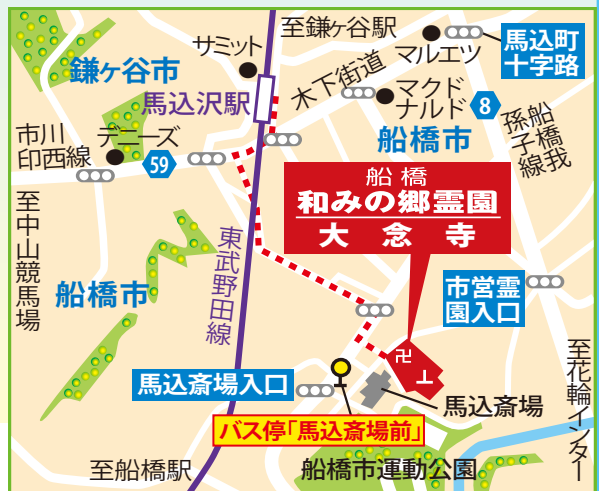 至鎌ヶ谷駅
サミット
マルエツ
馬込町
十字路
鎌ヶ谷市
木下街道
マクド
ナルド
8
馬込沢駅
船橋市
船橋我
孫子線
市川
印西線
デニーズ
59
船橋
和みの郷霊園
大念寺
至中山競馬場
東武野田線
船橋市
市営霊
園入口
卍
馬込斎場入口
馬込斎場
至花輪インター
バス停「馬込斎場前」
至船橋駅
船橋市運動公園